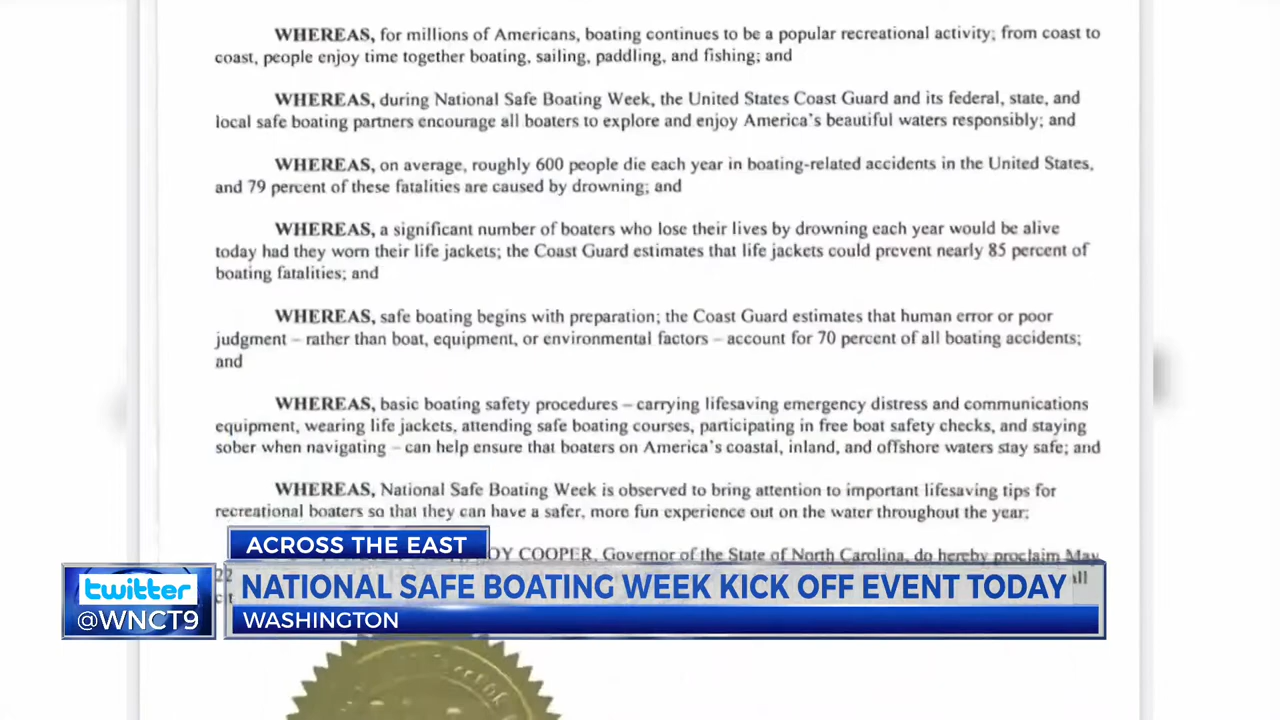 WHEREAS, for millions of Americans, boating continues to be a popular recreational activity; from coast to
coast, people enjoy time together boating, sailing, paddling, and fishing; and
WHEREAS, during National Safe Boating Week, the United States Coast Guard and its federal, state, and
local safe boating partners encourage all boaters to explore and enjoy America's beautiful waters responsibly; and
WHEREAS, on average, roughly 600 people die each year in boating-related accidents in the United States,
and 79 percent of these fatalities are caused by drowning; and
WHEREAS, a significant number of boaters who lose their lives by drowning each year would be alive
today had they worn their life jackets; the Coast Guard estimates that life jackets could prevent nearly 85 percent of
boating fatalities; and
WHEREAS, safe boating begins with preparation; the Coast Guard estimates that human error or poor
judgment – rather than boat, equipment, or environmental factors – account for 70 percent of all boating accidents;
and
WHEREAS, basic boating safety procedures – carrying lifesaving emergency distress and communications
equipment, wearing life jackets, attending safe boating courses, participating in free boat safety checks, and staying
sober when navigating – can help ensure that boaters on America's coastal, inland, and offshore waters stay safe; and
WHEREAS, National Safe Boating Week is observed to bring attention to important lifesaving tips for
recreational boaters so that they can have a safer, more fun experience out on the water throughout the year;
COOPER, Governor of the State of North Carolina, do hereby proclaim May
22
ACROSS THE EAST
NATIONAL SAFE BOATING WEEK KICK OFF EVENT TODAY
WASHINGTON
twitter
@WNCT9